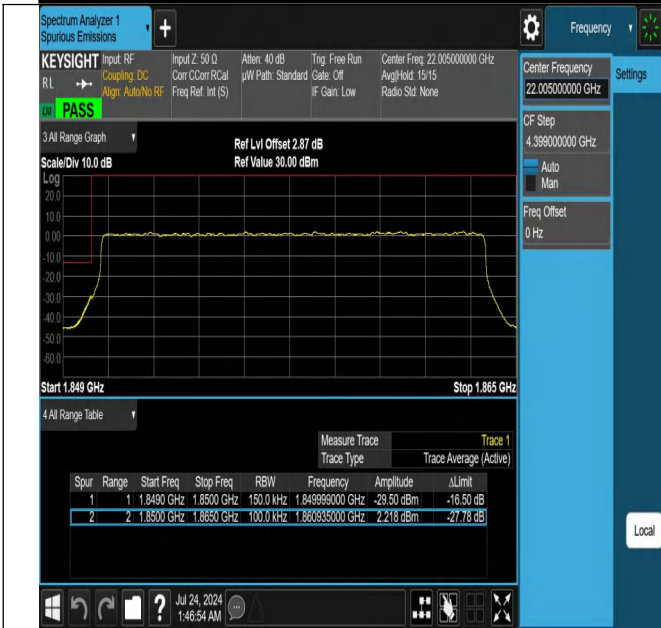 Spectrum Analyzer 1
Spurious Emissions
+
Frequency
KEYSIGHT
RL
PASS
Input: RF
Coupling: DC
Align: Auto/No RF
Input Z: 50 Ω
Corr CCorr RCal
Freq Ref: Int (S)
Atten: 40 dB
µW Path: Standard
Trig: Free Run
Gate: Off
IF Gain: Low
Center Freq: 22.005000000 GHz
Avg|Hold: 15/15
Radio Std: None
Center Frequency
22.005000000 GHz
Settings
CF Step
4.399000000 GHz
Auto
Man
Freq Offset
0 Hz
3 All Range Graph
Ref Lvl Offset 2.87 dB
Scale/Div 10.0 dB
Ref Value 30.00 dBm
Log
20.0
10.0
0.00
-10.0
-20.0
-30.0
-40.0
-50.0
-60.0
Start 1.849 GHz
Stop 1.865 GHz
4 All Range Table
Measure Trace Trace 1
Trace Type Trace Average (Active)
Spur Range Start Freq Stop Freq RBW Frequency Amplitude ΔLimit
1 1 1.8490 GHz 1.8500 GHz 150.0 kHz 1.849999000 GHz -29.50 dBm -16.50 dB
2 2 1.8500 GHz 1.8650 GHz 100.0 kHz 1.860935000 GHz 2.218 dBm -27.78 dB
Local
?
Jul 24, 2024
1:46:54 AM